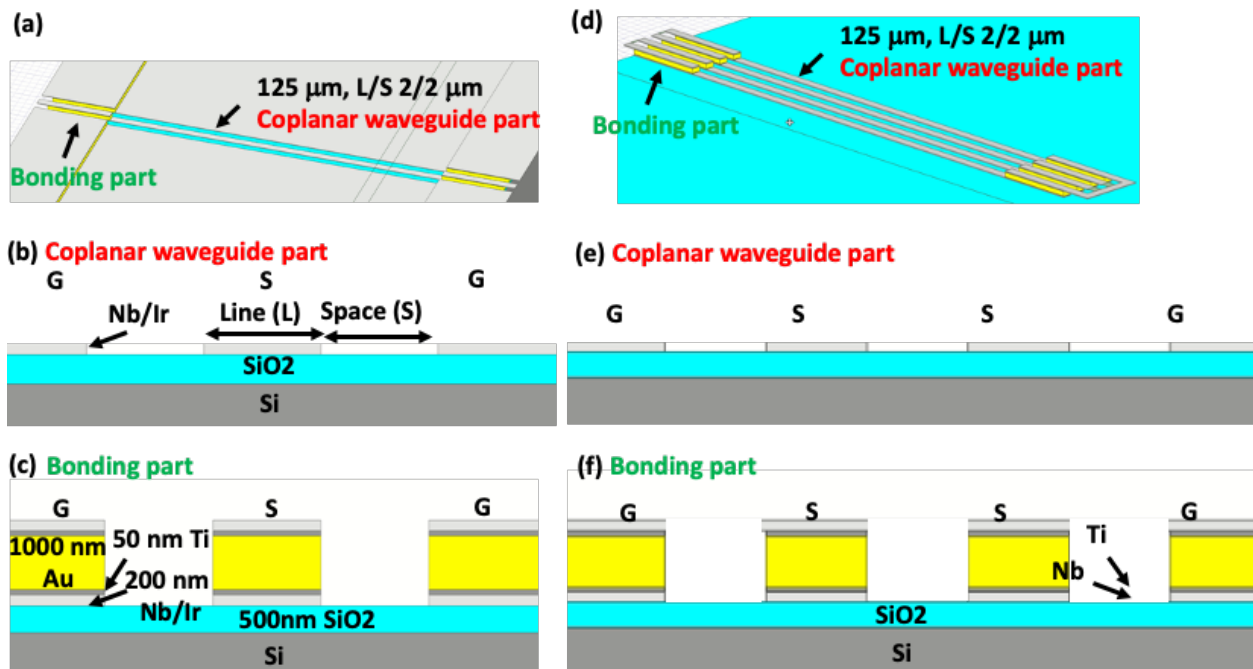 (a)
125 μm, L/S 2/2 μm
Coplanar waveguide part
Bonding part
(b) Coplanar waveguide part
G S G
Nb/Ir
Line (L)
Space (S)
SiO2
Si
(c) Bonding part
G S G
1000 nm
Au
50 nm Ti
200 nm
Nb/Ir
500nm SiO2
Si
(d)
125 μm, L/S 2/2 μm
Coplanar waveguide part
Bonding part
(e) Coplanar waveguide part
G S S G
(f) Bonding part
G S S G
Ti
Nb
SiO2
Si